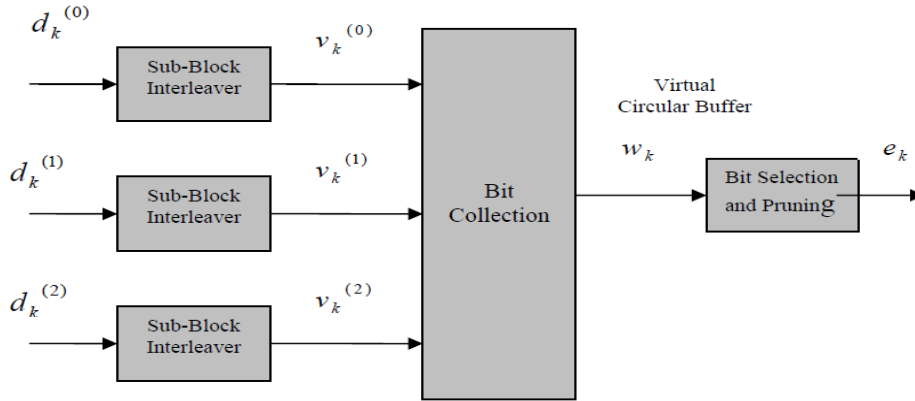 d_k^(0)
v_k^(0)
Sub-Block
Interleaver
Virtual
Circular Buffer
d_k^(1)
v_k^(1)
w_k
e_k
Sub-Block
Interleaver
Bit
Collection
Bit Selection
and Pruning
d_k^(2)
v_k^(2)
Sub-Block
Interleaver